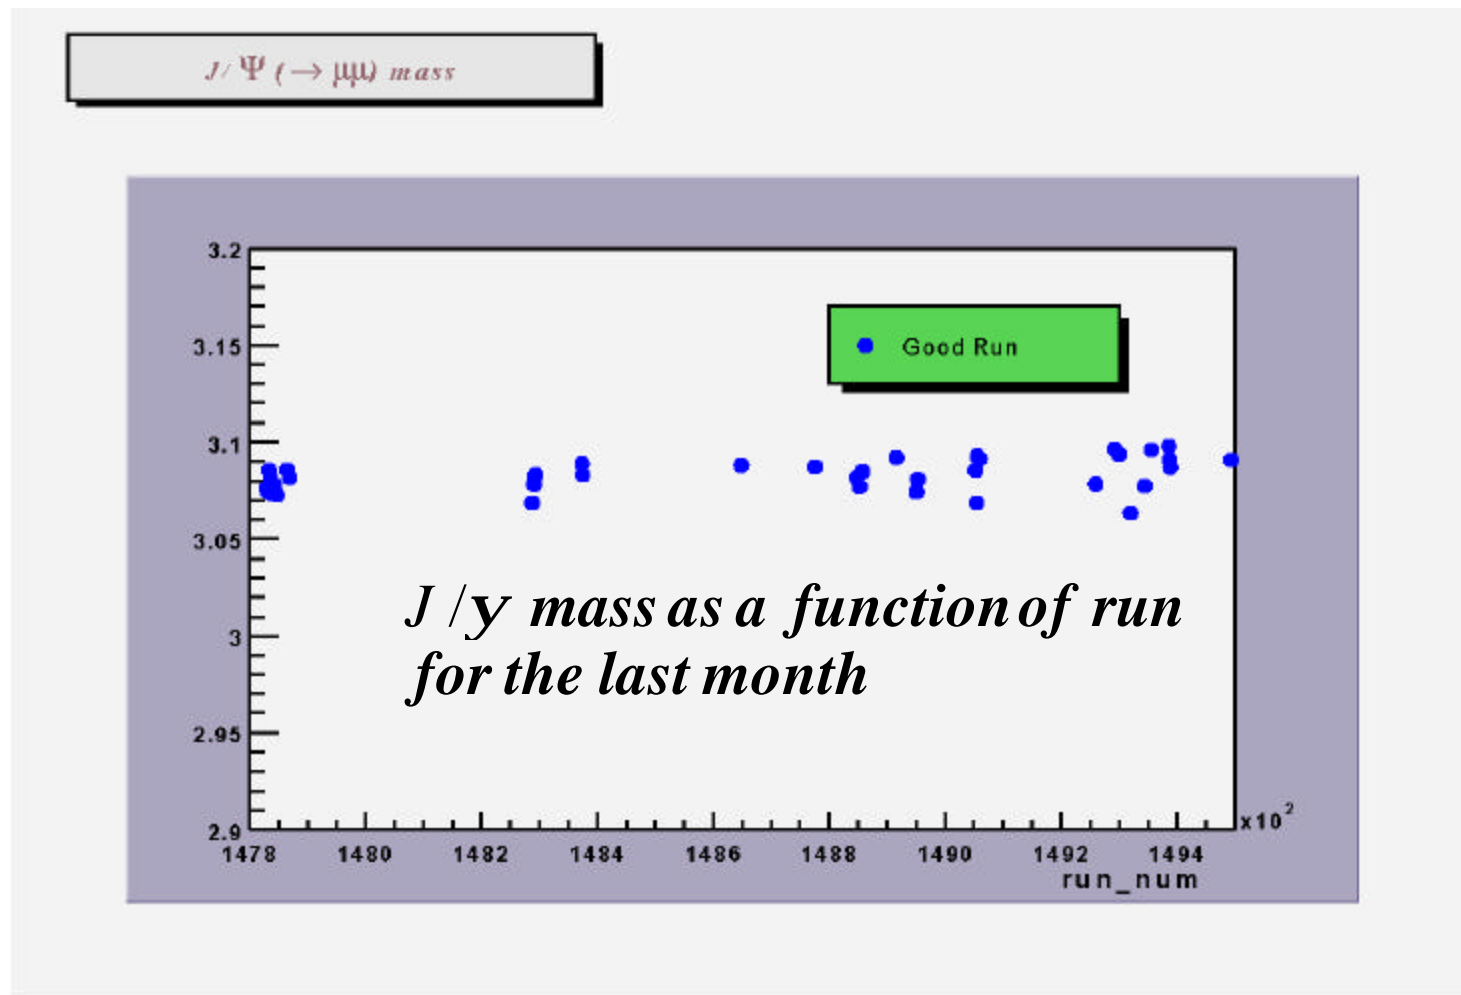 J/Ψ (→ μμ) mass
3.2
3.15
Good Run
3.1
3.05
J/y mass as a function of run
for the last month
3
2.95
2.9
x10²
1478 1480 1482 1484 1486 1488 1490 1492 1494
run_num